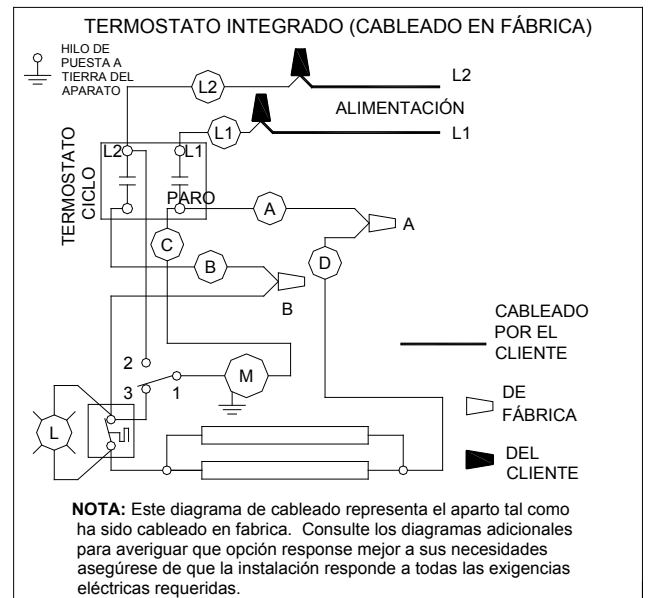 TERMOSTATO INTEGRADO (CABLEADO EN FÁBRICA)
HILO DE
PUESTA A
TIERRA DEL
APARATO
L2
L2
ALIMENTACIÓN
L1
L1
TERMOSTATO
CICLO
L2
L1
PARO
A
A
C
B
D
B
CABLEADO
POR EL
CLIENTE
2
3
1
M
L
DE
FÁBRICA
DEL
CLIENTE
NOTA: Este diagrama de cableado representa el aparto tal como
ha sido cableado en fabrica. Consulte los diagramas adicionales
para averiguar que opción response mejor a sus necesidades
asegúrese de que la instalación responde a todas las exigencias
eléctricas requeridas.